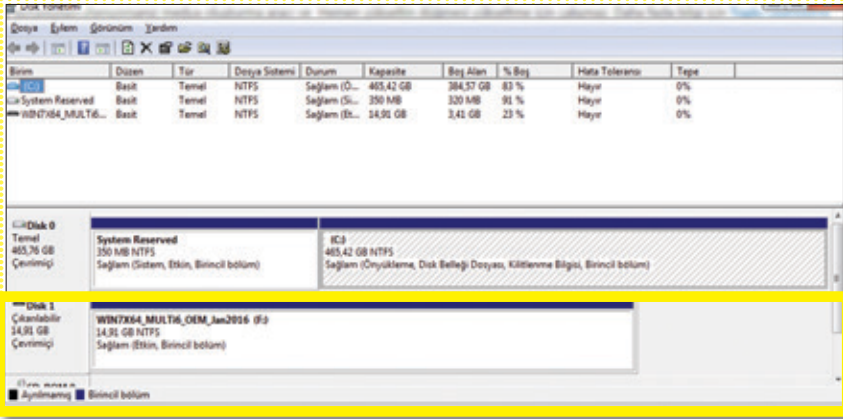 Disk Yönetimi
Dosya Eylem Görünüm Yardım
Birim Düzen Tür Dosya Sistemi Durum Kapasite Boş Alan % Boş Hata Toleransı Tepe
(C:) Basit Temel NTFS Sağlam (Ö... 465,42 GB 384,57 GB 83 % Hayır 0%
System Reserved Basit Temel NTFS Sağlam (Si... 350 MB 320 MB 91 % Hayır 0%
WIN7X64_MULTi6... Basit Temel NTFS Sağlam (Et... 14,91 GB 3,41 GB 23 % Hayır 0%
Disk 0
Temel
465,76 GB
Çevrimiçi
System Reserved
350 MB NTFS
Sağlam (Sistem, Etkin, Birincil bölüm)
(C:)
465,42 GB NTFS
Sağlam (Önyükleme, Disk Belleği Dosyası, Kilitlenme Bilgisi, Birincil bölüm)
Disk 1
Çıkarılabilir
14,91 GB
Çevrimiçi
WIN7X64_MULTi6_OEM_Jan2016 (F:)
14,91 GB NTFS
Sağlam (Etkin, Birincil bölüm)
Ayrılmamış Birincil bölüm